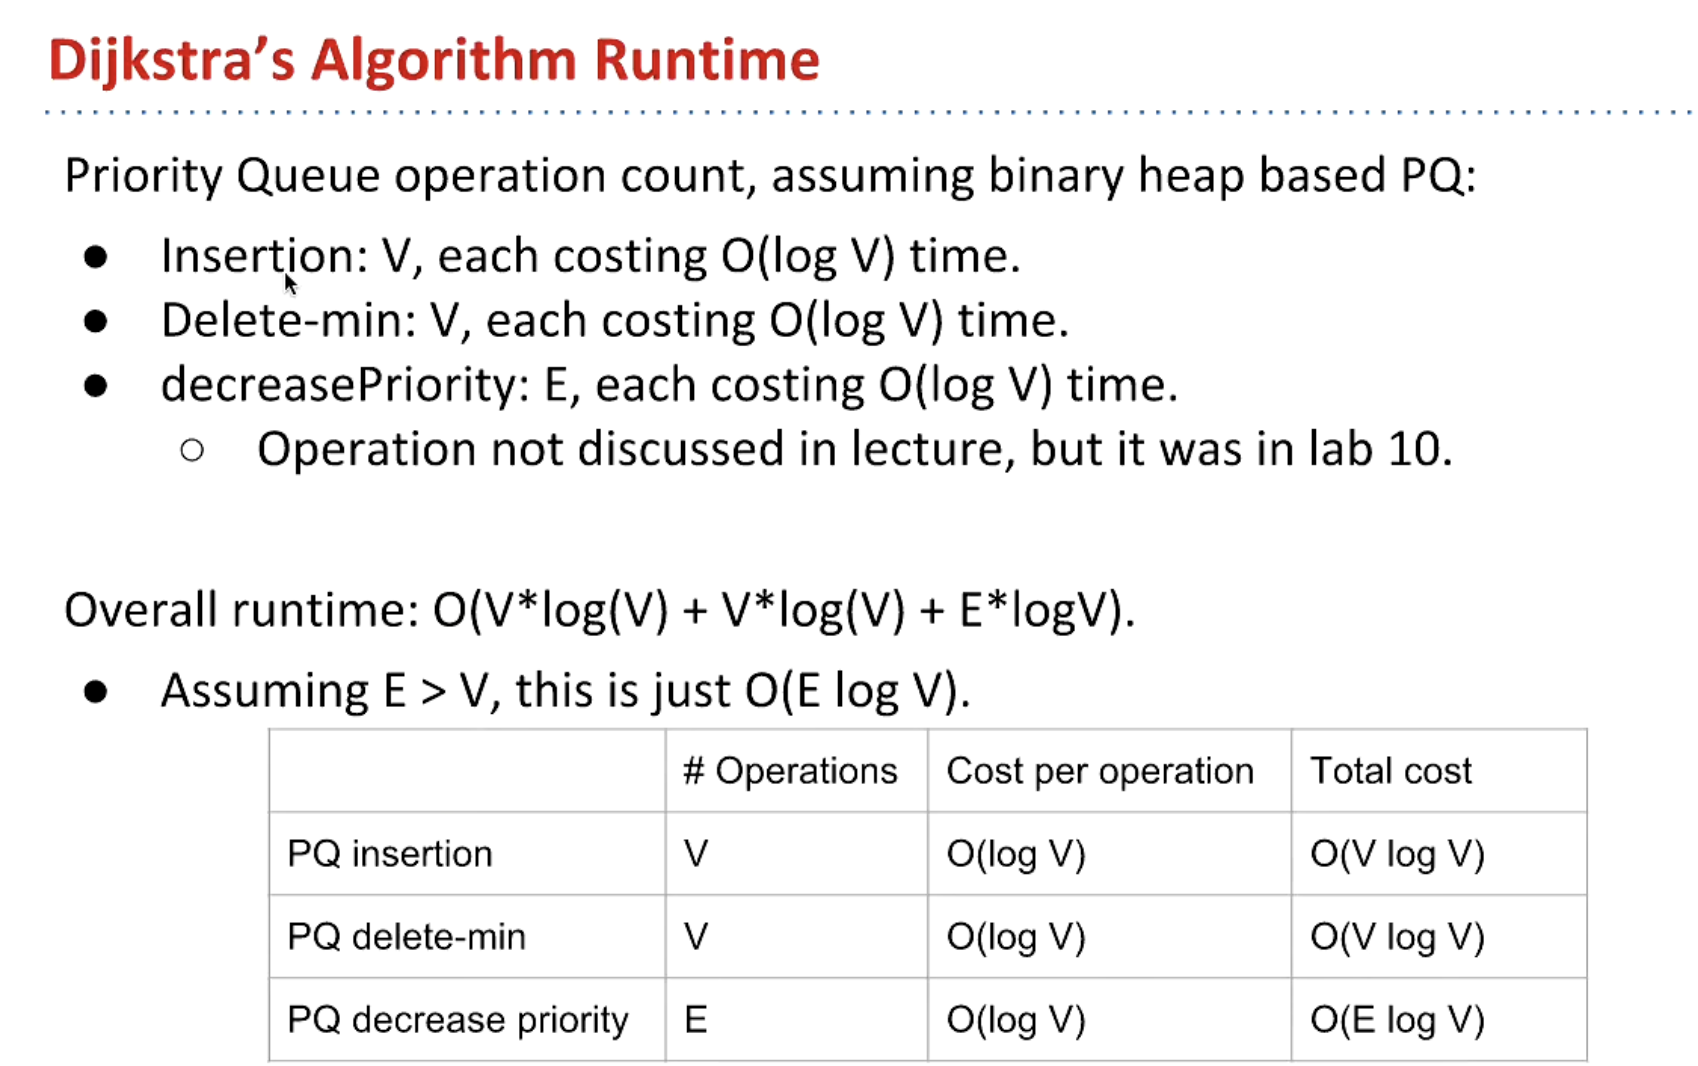 Dijkstra’s Algorithm Runtime
Priority Queue operation count, assuming binary heap based PQ:
● Insertion: V, each costing O(log V) time.
● Delete-min: V, each costing O(log V) time.
● decreasePriority: E, each costing O(log V) time.
○ Operation not discussed in lecture, but it was in lab 10.
Overall runtime: O(V*log(V) + V*log(V) + E*logV).
● Assuming E > V, this is just O(E log V).
# Operations Cost per operation Total cost
PQ insertion V O(log V) O(V log V)
PQ delete-min V O(log V) O(V log V)
PQ decrease priority E O(log V) O(E log V)